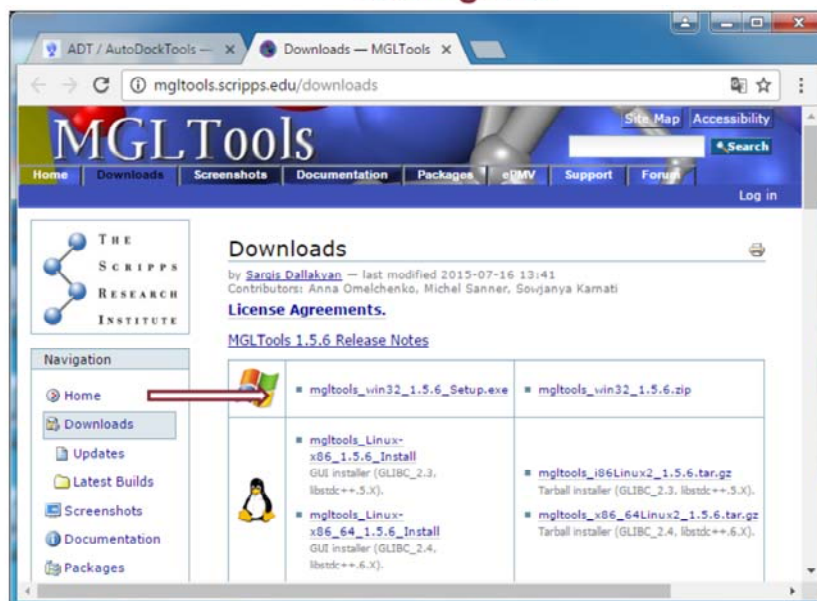 ADT / AutoDockTools —
Downloads — MGLTools
mgltools.scripps.edu/downloads
MGLTools
Site Map Accessibility
Search
Home Downloads Screenshots Documentation Packages ePMV Support Forum
Log in
THE
SCRIPPS
RESEARCH
INSTITUTE
Navigation
Home
Downloads
Updates
Latest Builds
Screenshots
Documentation
Packages
Downloads
by Sargis Dallakyan — last modified 2015-07-16 13:41
Contributors: Anna Omelchenko, Michel Sanner, Sowjanya Karnati
License Agreements.
MGLTools 1.5.6 Release Notes
mgltools_win32_1.5.6_Setup.exe
mgltools_win32_1.5.6.zip
mgltools_Linux-
x86_1.5.6_Install
GUI installer (GLIBC_2.3,
libstdc++.5.X).
mgltools_Linux-
x86_64_1.5.6_Install
GUI installer (GLIBC_2.4,
libstdc++.6.X).
mgltools_i86Linux2_1.5.6.tar.gz
Tarball installer (GLIBC_2.3, libstdc++.5.X).
mgltools_x86_64Linux2_1.5.6.tar.gz
Tarball installer (GLIBC_2.4, libstdc++.6.X).